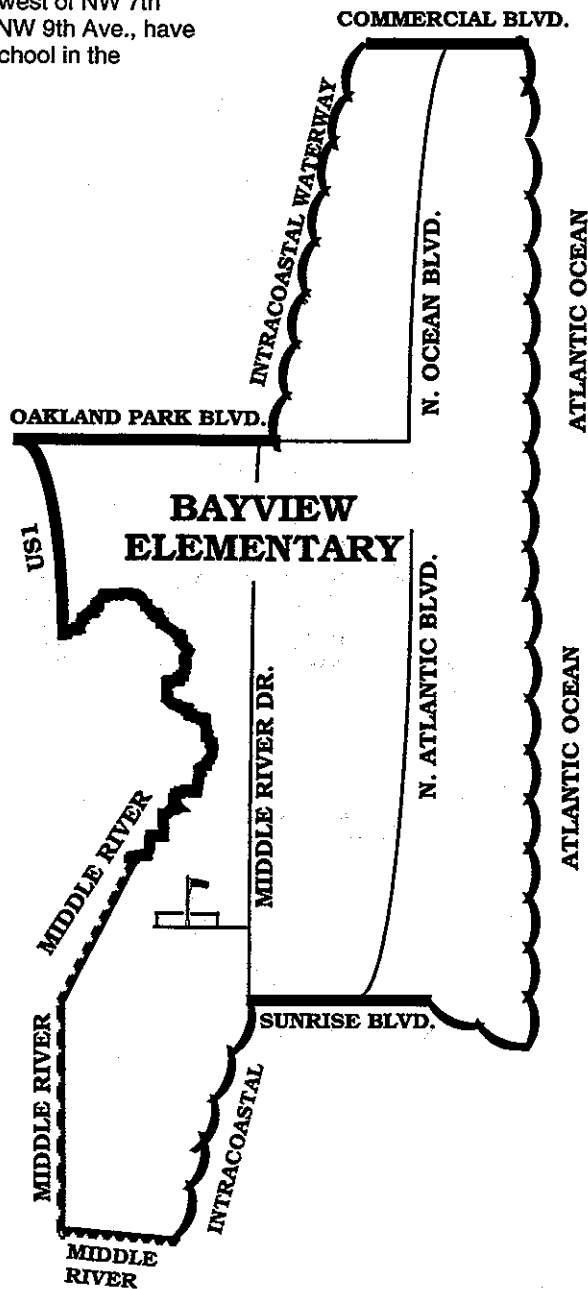 west of NW 7th
NW 9th Ave., have
chool in the
COMMERCIAL BLVD.
INTRACOASTAL WATERWAY
N. OCEAN BLVD.
ATLANTIC OCEAN
OAKLAND PARK BLVD.
US1
BAYVIEW
ELEMENTARY
N. ATLANTIC BLVD.
ATLANTIC OCEAN
MIDDLE RIVER DR.
MIDDLE RIVER
SUNRISE BLVD.
MIDDLE RIVER
INTRACOASTAL
MIDDLE
RIVER